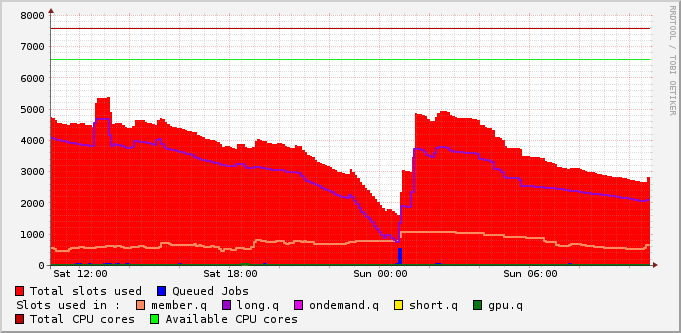 8000
7000
6000
5000
4000
3000
2000
1000
0
Sat 12:00 Sat 18:00 Sun 00:00 Sun 06:00
Total slots used Queued Jobs
Slots used in : member.q long.q ondemand.q short.q gpu.q
Total CPU cores Available CPU cores
RRDTOOL / TOBI OETIKER